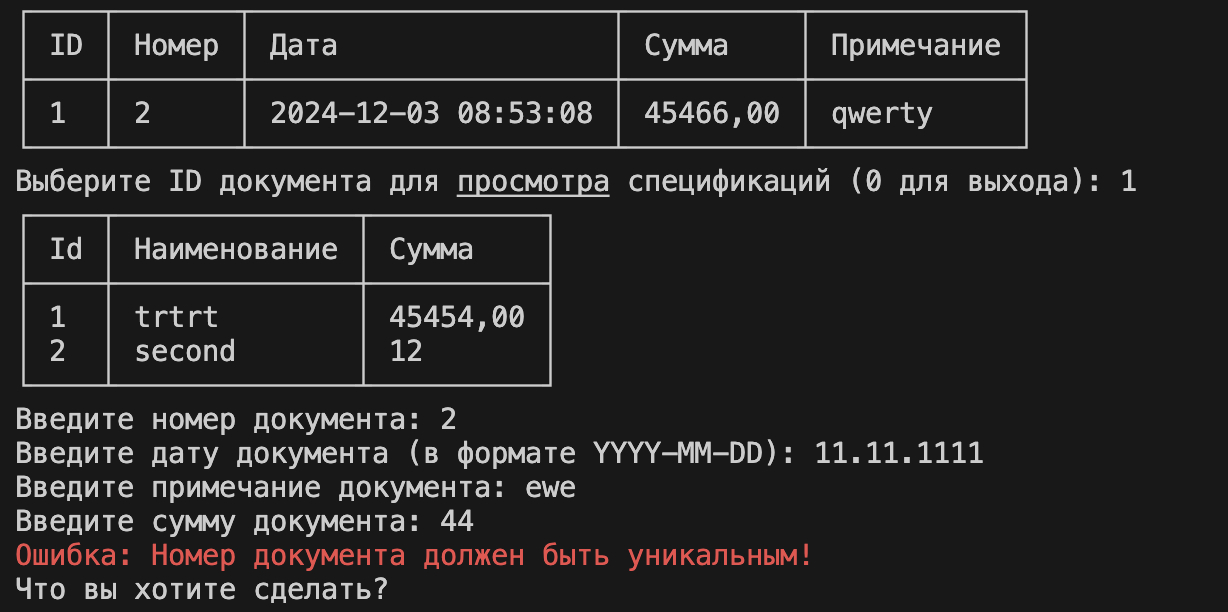 ID Номер Дата Сумма Примечание
1 2 2024-12-03 08:53:08 45466,00 qwerty
Выберите ID документа для просмотра спецификаций (0 для выхода): 1
Id Наименование Сумма
1 trtrt 45454,00
2 second 12
Введите номер документа: 2
Введите дату документа (в формате YYYY-MM-DD): 11.11.1111
Введите примечание документа: ewe
Введите сумму документа: 44
Ошибка: Номер документа должен быть уникальным!
Что вы хотите сделать?